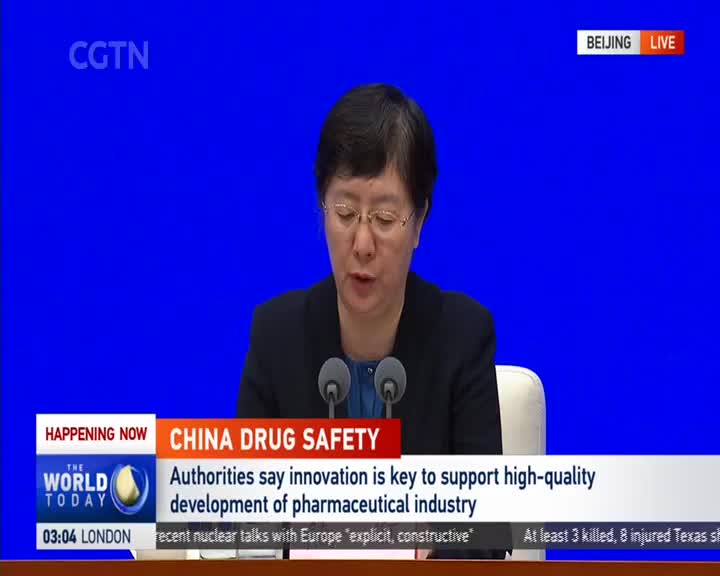 CGTN
BEIJING LIVE
HAPPENING NOW
CHINA DRUG SAFETY
THE
WORLD
TODAY
Authorities say innovation is key to support high-quality
development of pharmaceutical industry
03:04 LONDON
recent nuclear talks with Europe "explicit, constructive" At least 3 killed, 8 injured Texas